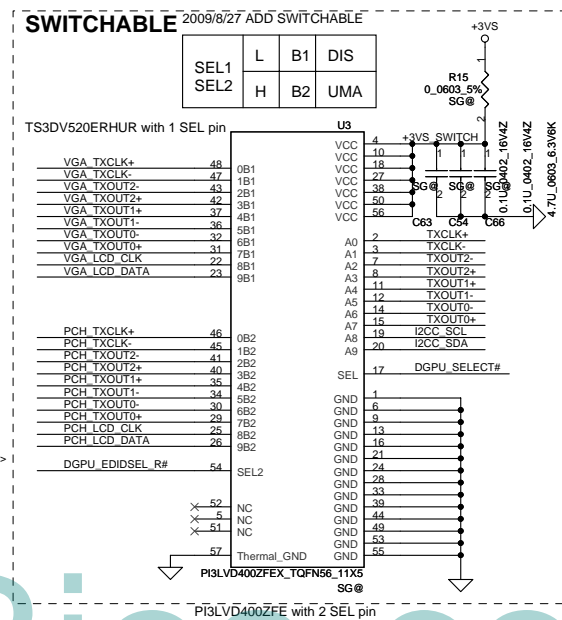 SWITCHABLE 2009/8/27 ADD SWITCHABLE
SEL1
SEL2
L B1 DIS
H B2 UMA
+3VS
1
R15
0_0603_5%
SG@
2
TS3DV520ERHUR with 1 SEL pin
U3
+3VS_SWITCH
VGA_TXCLK+ 48 0B1
VGA_TXCLK- 47 1B1
VGA_TXOUT2- 43 2B1
VGA_TXOUT2+ 42 3B1
VGA_TXOUT1+ 37 4B1
VGA_TXOUT1- 36 5B1
VGA_TXOUT0- 32 6B1
VGA_TXOUT0+ 31 7B1
VGA_LCD_CLK 22 8B1
VGA_LCD_DATA 23 9B1
PCH_TXCLK+ 46 0B2
PCH_TXCLK- 45 1B2
PCH_TXOUT2- 41 2B2
PCH_TXOUT2+ 40 3B2
PCH_TXOUT1+ 35 4B2
PCH_TXOUT1- 34 5B2
PCH_TXOUT0- 30 6B2
PCH_TXOUT0+ 29 7B2
PCH_LCD_CLK 25 8B2
PCH_LCD_DATA 26 9B2
DGPU_EDIDSEL_R# 54 SEL2
52 NC
5 NC
51 NC
57 Thermal_GND
VCC 4
VCC 10
VCC 18
VCC 27
VCC 38
VCC 50
VCC 56
1 1 1
SG@ SG@ SG@
2 2 2
C63 C54 C66
0.1U_0402_16V4Z
0.1U_0402_16V4Z
4.7U_0603_6.3V6K
A0 2 TXCLK+
A1 3 TXCLK-
A2 7 TXOUT2-
A3 8 TXOUT2+
A4 11 TXOUT1+
A5 12 TXOUT1-
A6 14 TXOUT0-
A7 15 TXOUT0+
A8 19 I2CC_SCL
A9 20 I2CC_SDA
SEL 17 DGPU_SELECT#
GND 1
GND 6
GND 9
GND 13
GND 16
GND 21
GND 24
GND 28
GND 33
GND 39
GND 44
GND 49
GND 53
GND 55
PI3LVD400ZFEX_TQFN56_11X5
SG@
PI3LVD400ZFE with 2 SEL pin